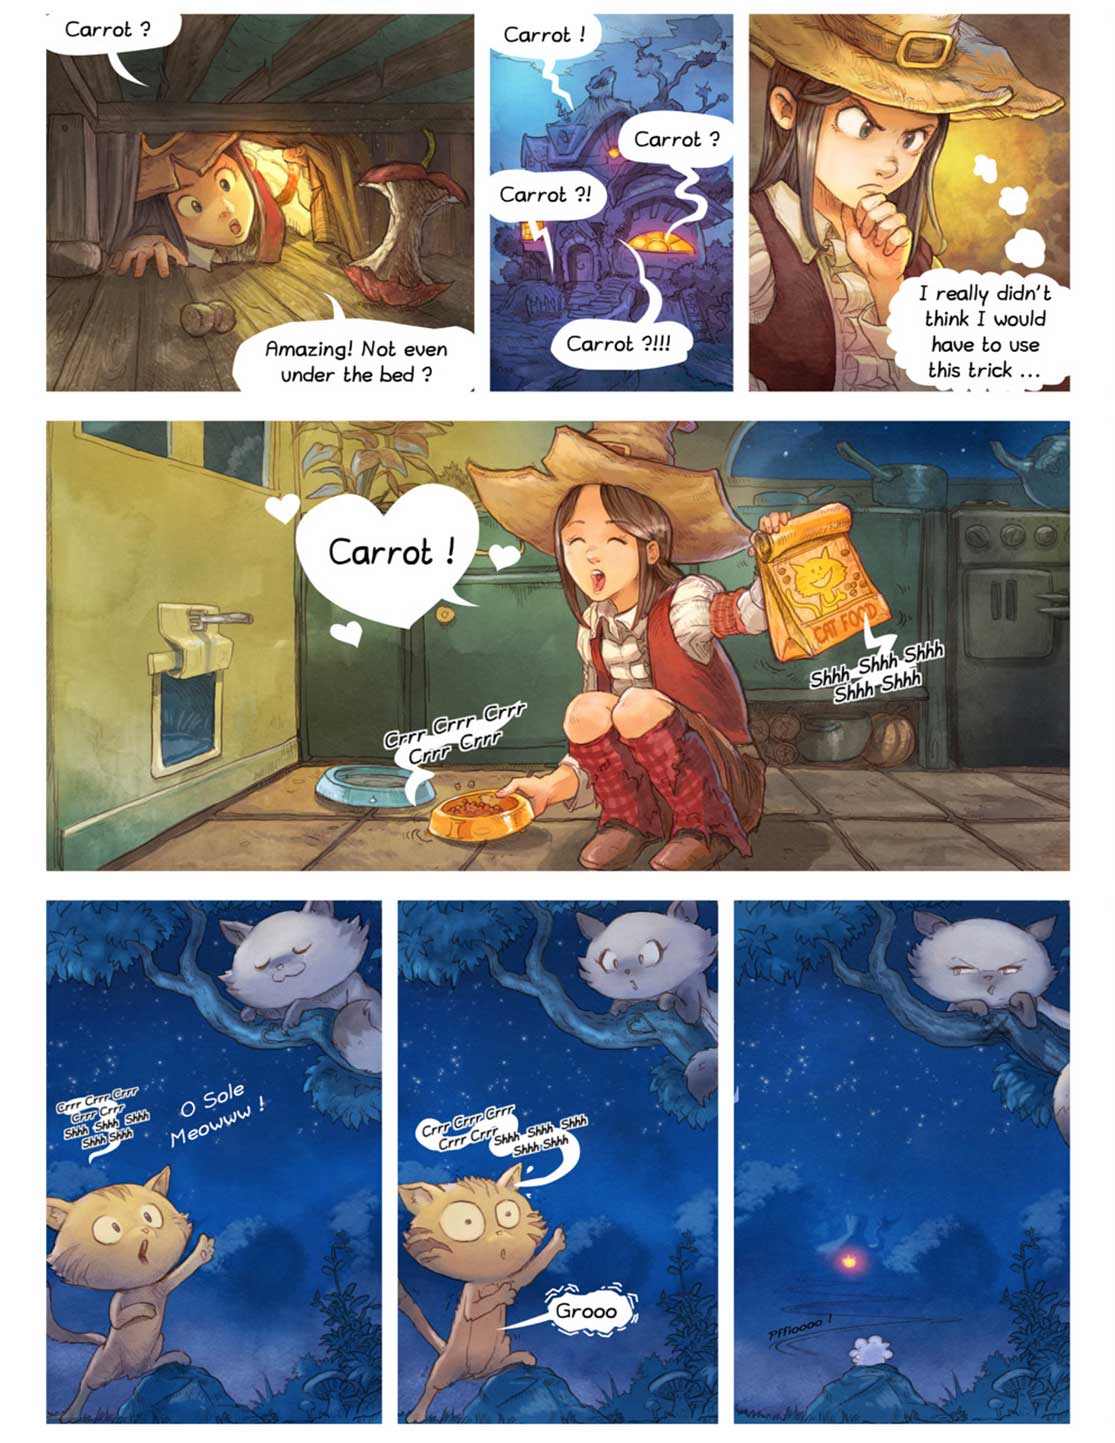 Carrot ?
Amazing! Not even
under the bed ?
Carrot !
Carrot ?
Carrot ?!
Carrot ?!!!
I really didn't
think I would
have to use
this trick ...
Carrot !
CAT FOOD
Shhh Shhh Shhh
Shhh Shhh
Crrr Crrr Crrr
Crrr Crrr
Crrr Crrr Crrr
Crrr Crrr
Shhh Shhh Shhh
Shhh Shhh
O Sole
Meowww !
Crrr Crrr Crrr
Crrr Crrr
Shhh Shhh Shhh
Shhh Shhh
Grooo
Pffioooo !